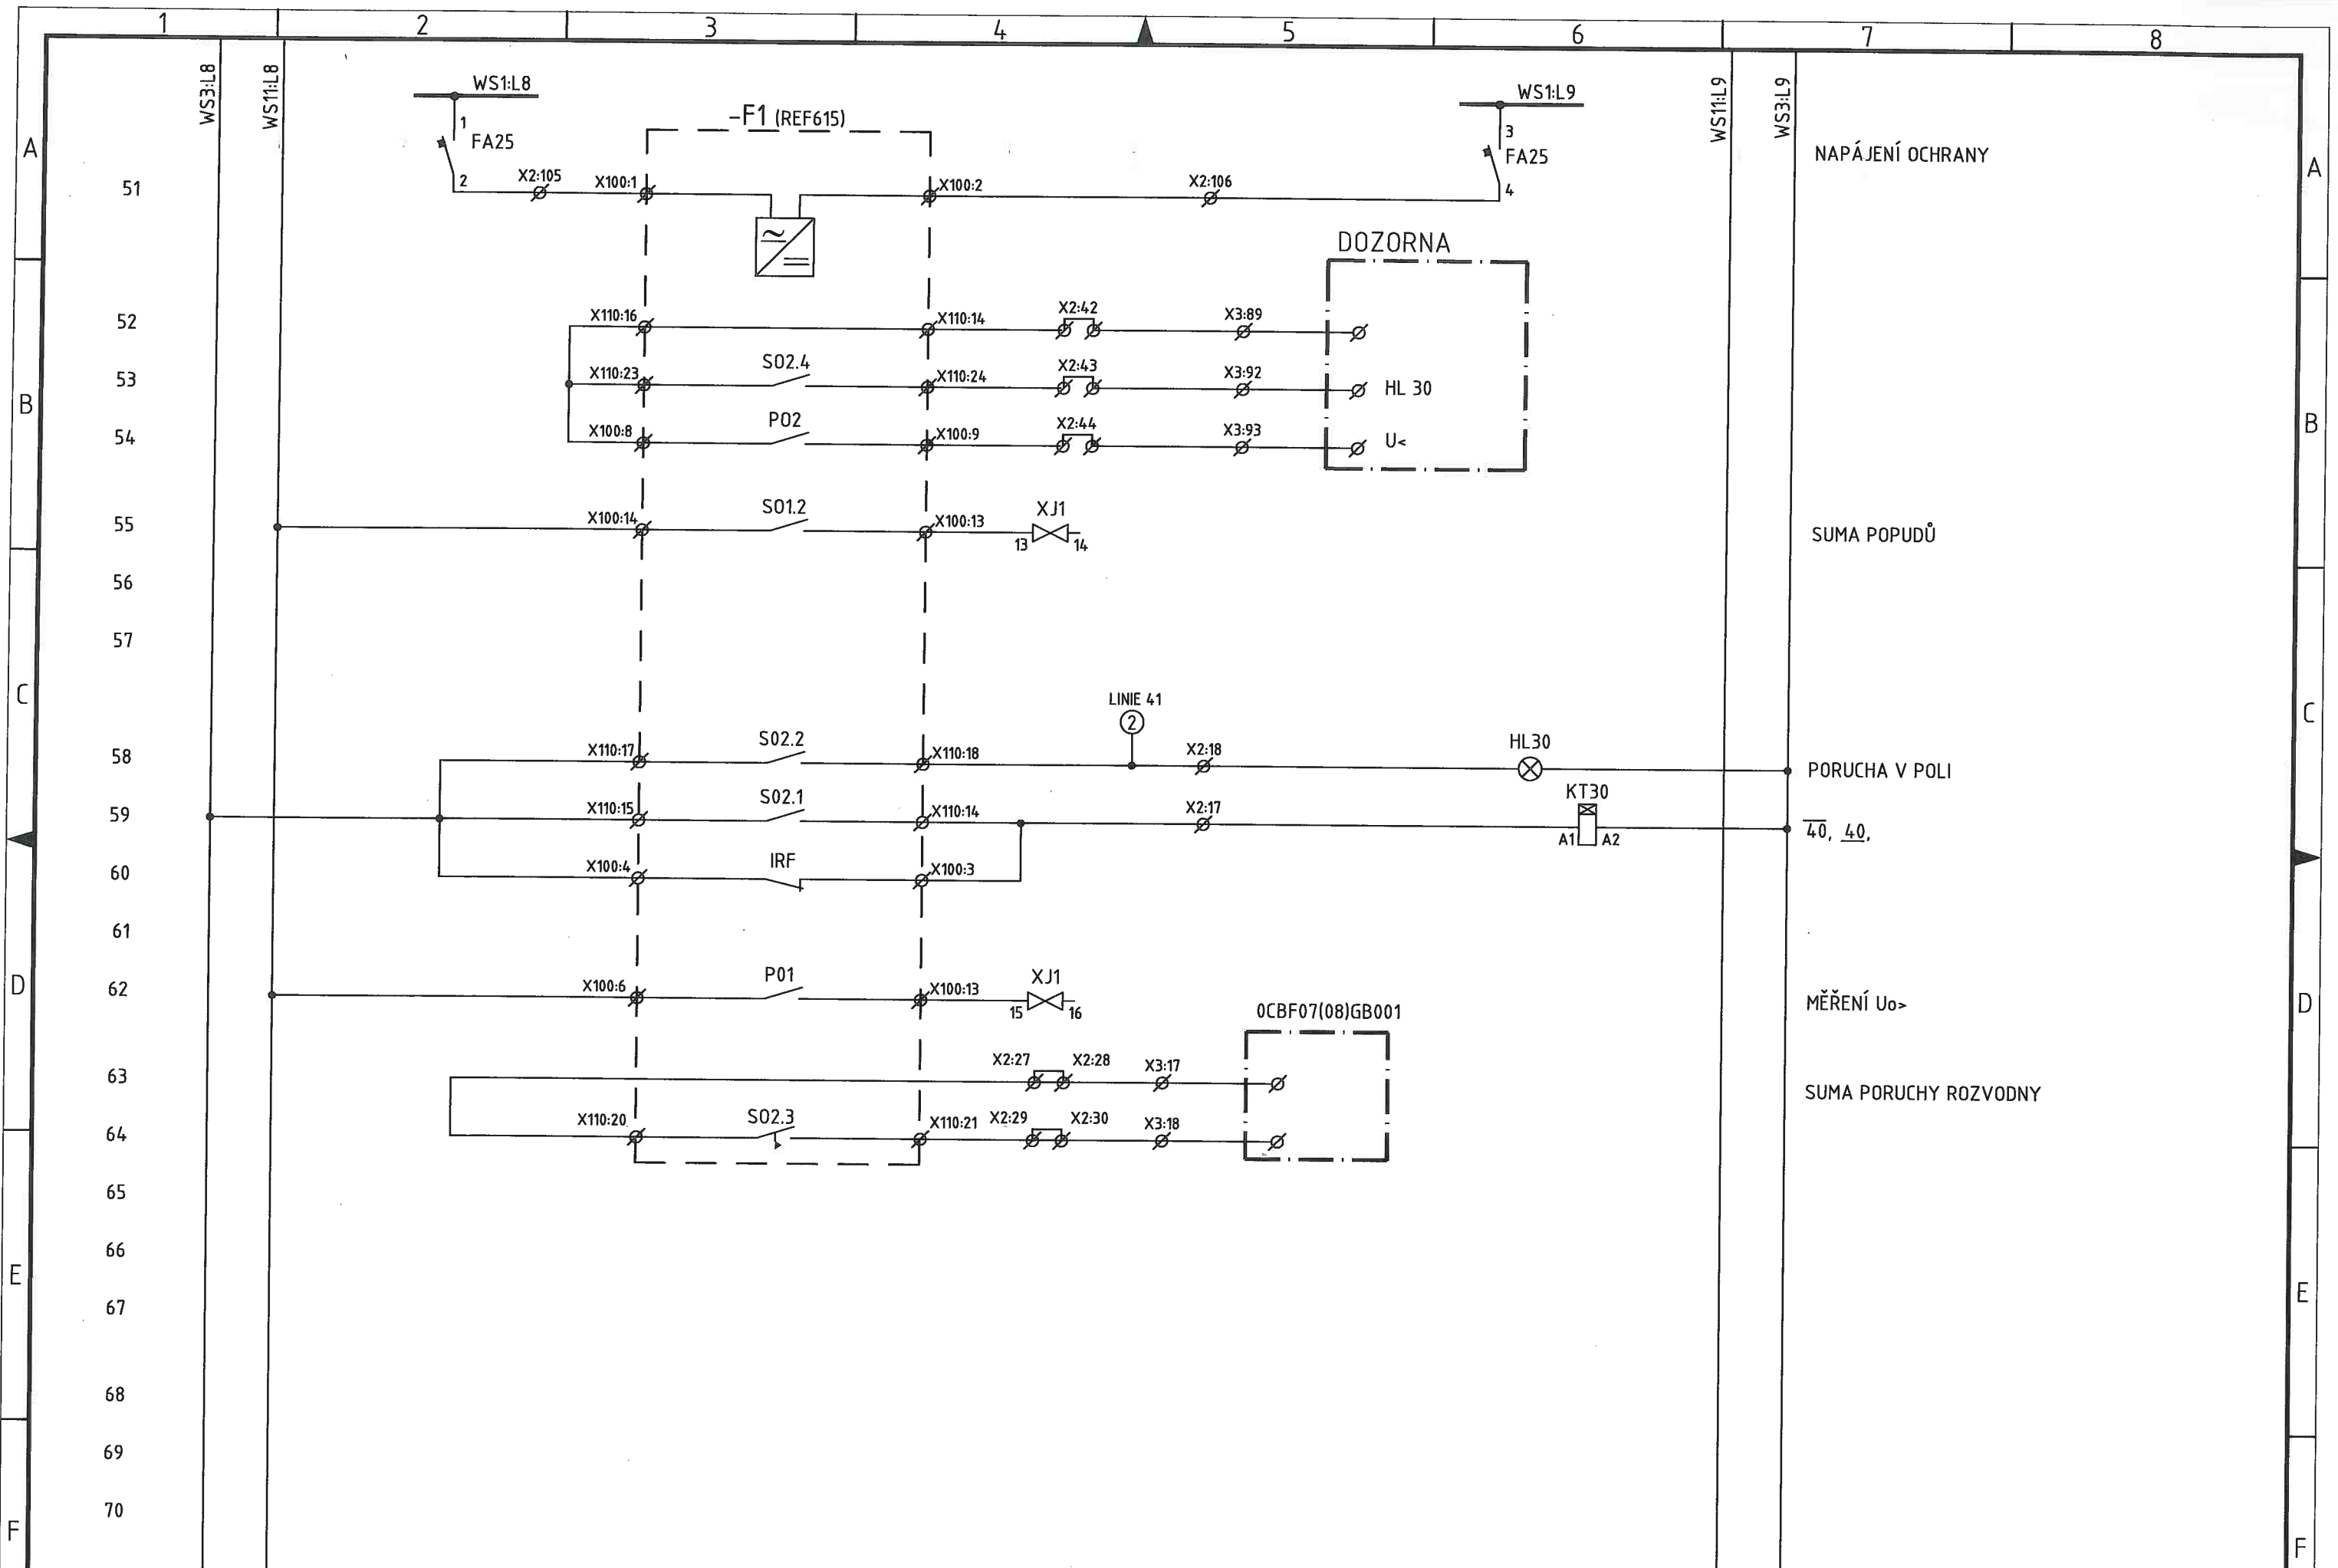 1 2 3 4 5 6 7 8
WS3:L8
WS11:L8
WS1:L8
1
FA25
2
-F1 (REF615)
WS1:L9
3
FA25
4
WS11:L9
WS3:L9
A
NAPÁJENÍ OCHRANY
A
51
X2:105
X100:1
X100:2
X2:106
DOZORNA
52
X110:16
X110:14
X2:42
X3:89
53
X110:23
SO2.4
X110:24
X2:43
X3:92
HL 30
B
B
54
X100:8
PO2
X100:9
X2:44
X3:93
U<
55
X100:14
SO1.2
X100:13
XJ1
13
14
SUMA POPUDŮ
56
57
C
C
LINIE 41
2
58
X110:17
SO2.2
X110:18
X2:18
HL30
PORUCHA V POLI
59
X110:15
SO2.1
X110:14
X2:17
KT30
A1
A2
40, 40,
60
X100:4
IRF
X100:3
61
D
D
62
X100:6
PO1
X100:13
XJ1
15
16
MĚŘENÍ Uo>
0CBF07(08)GB001
63
X2:27
X2:28
X3:17
SUMA PORUCHY ROZVODNY
64
X110:20
SO2.3
X110:21
X2:29
X2:30
X3:18
65
66
E
E
67
68
69
70
F
F